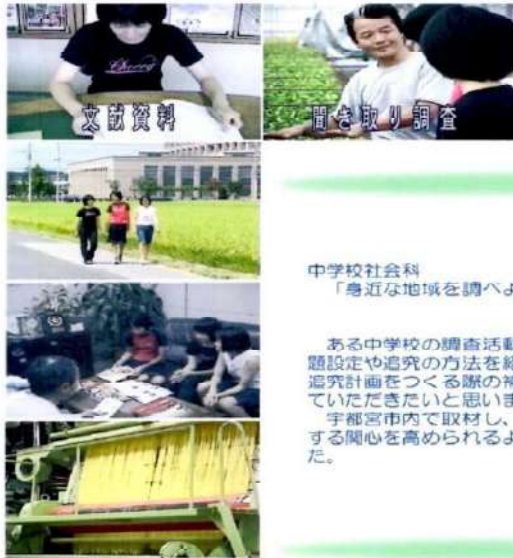 Cherry
文献資料
聞き取り調査
中学校社会科
「身近な地域を調べよ
ある中学校の調査活動
題設定や追究の方法を紹
追究計画をつくる際の補
ていただきたいと思いま
宇都宮市内で取材し、
する関心を高められるよ
た。